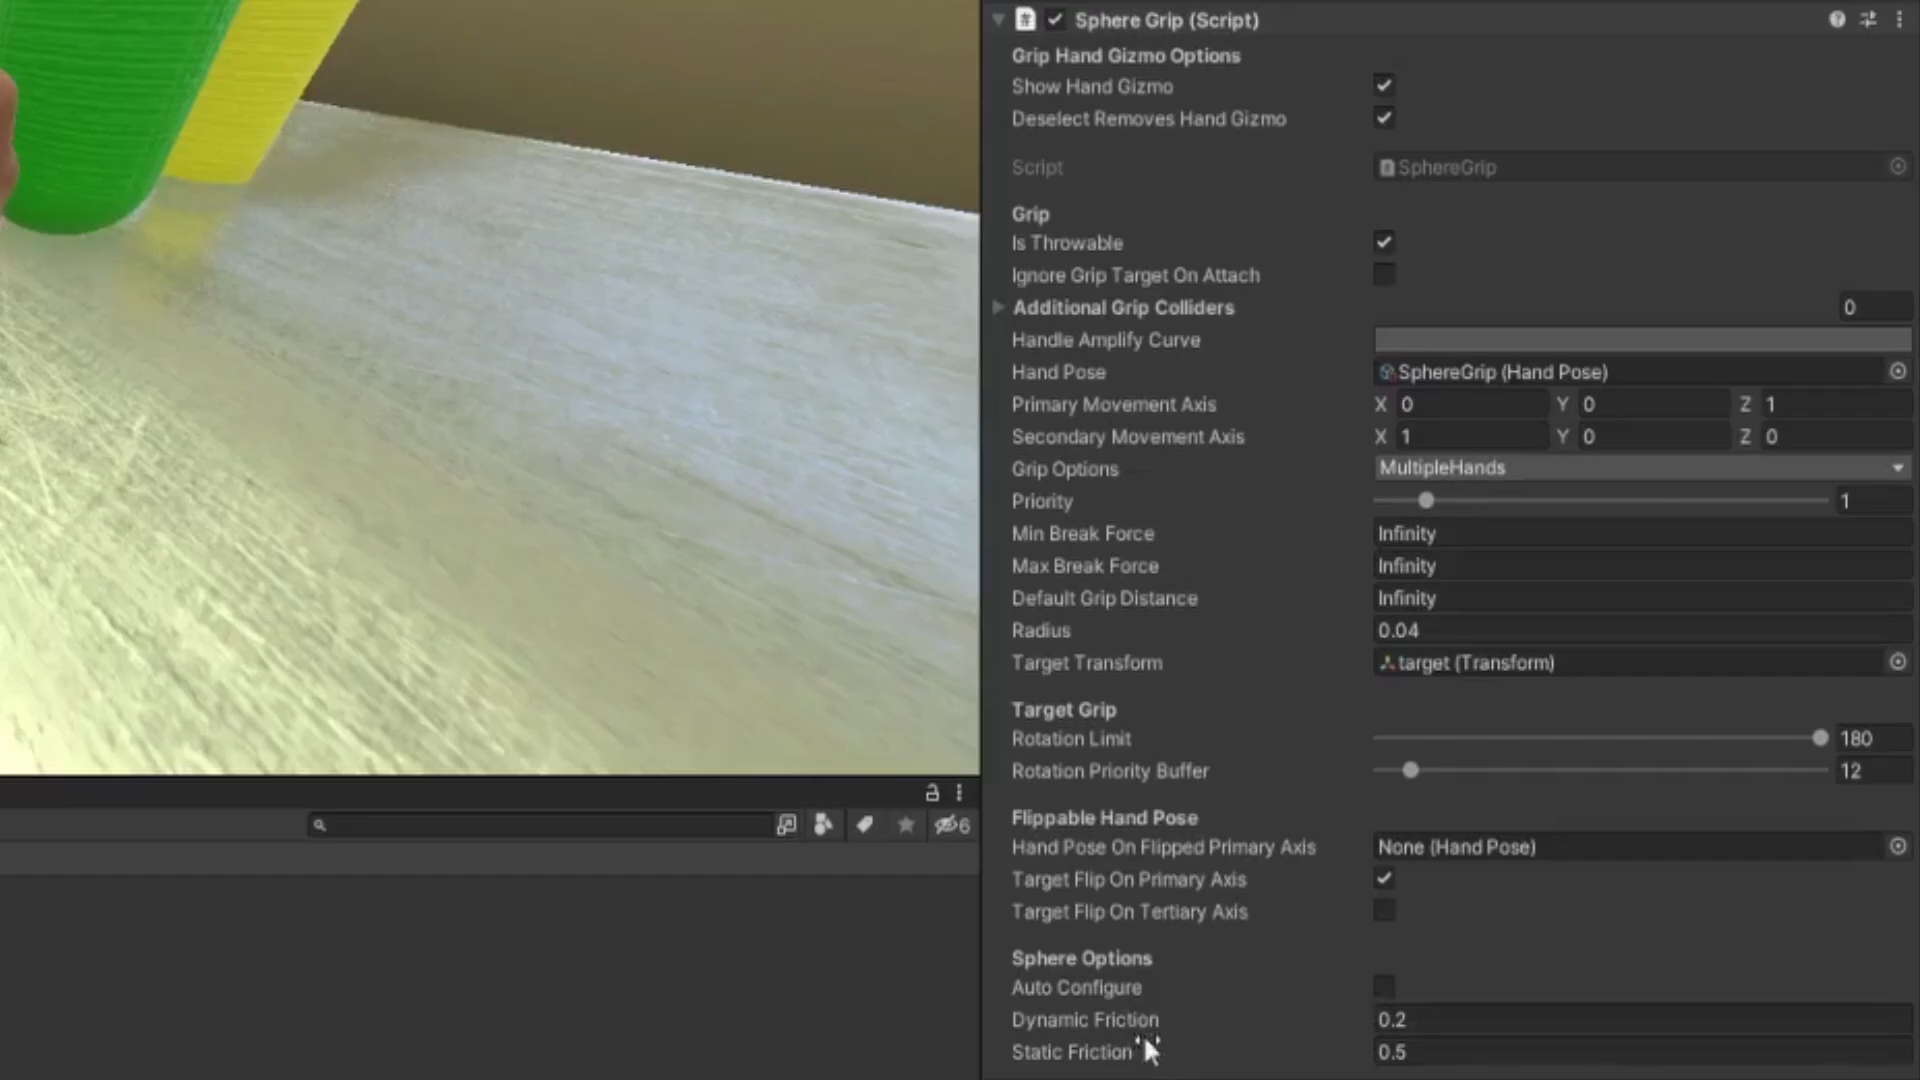 Sphere Grip (Script)
Grip Hand Gizmo Options
Show Hand Gizmo
Deselect Removes Hand Gizmo
Script SphereGrip
Grip
Is Throwable
Ignore Grip Target On Attach
Additional Grip Colliders 0
Handle Amplify Curve
Hand Pose SphereGrip (Hand Pose)
Primary Movement Axis X 0 Y 0 Z 1
Secondary Movement Axis X 1 Y 0 Z 0
Grip Options MultipleHands
Priority 1
Min Break Force Infinity
Max Break Force Infinity
Default Grip Distance Infinity
Radius 0.04
Target Transform target (Transform)
Target Grip
Rotation Limit 180
Rotation Priority Buffer 12
6
Flippable Hand Pose
Hand Pose On Flipped Primary Axis None (Hand Pose)
Target Flip On Primary Axis
Target Flip On Tertiary Axis
Sphere Options
Auto Configure
Dynamic Friction 0.2
Static Friction 0.5